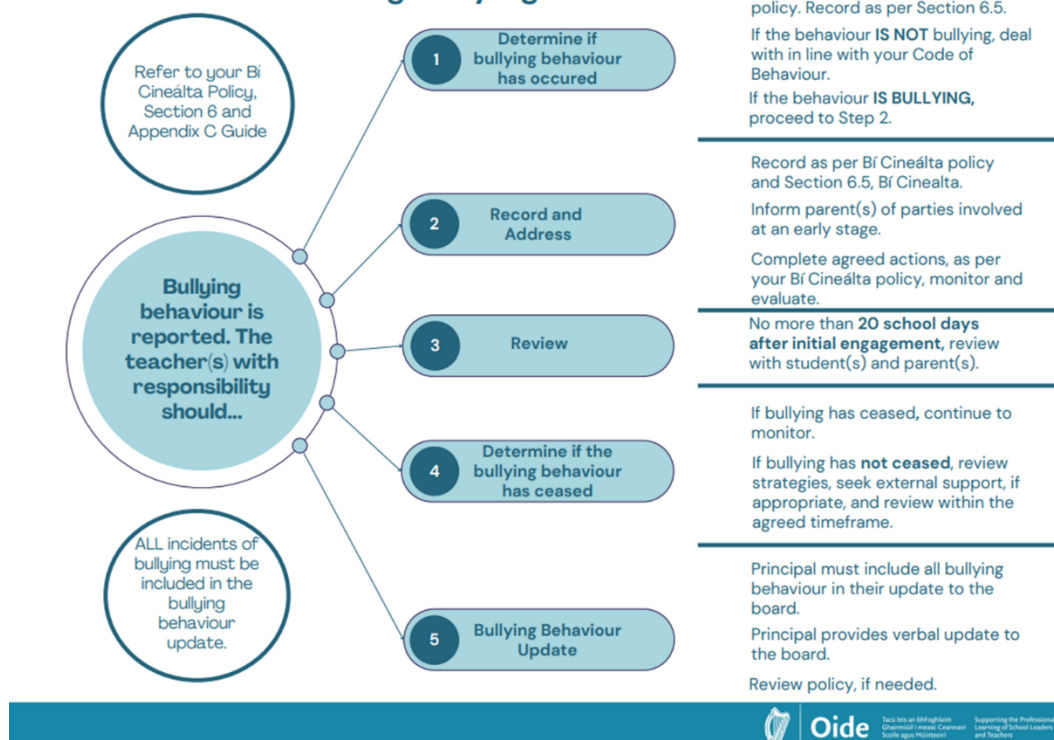 policy. Record as per Section 6.5.
If the behaviour IS NOT bullying, deal
with in line with your Code of
Behaviour.
If the behaviour IS BULLYING,
proceed to Step 2.
Refer to your Bí
Cineálta Policy,
Section 6 and
Appendix C Guide
1
Determine if
bullying behaviour
has occured
Record as per Bí Cineálta policy
and Section 6.5, Bí Cinealta.
Inform parent(s) of parties involved
at an early stage.
Complete agreed actions, as per
your Bí Cineálta policy, monitor and
evaluate.
2
Record and
Address
Bullying
behaviour is
reported. The
teacher(s) with
responsibility
should...
3
Review
No more than 20 school days
after initial engagement, review
with student(s) and parent(s).
4
Determine if the
bullying behaviour
has ceased
If bullying has ceased, continue to
monitor.
If bullying has not ceased, review
strategies, seek external support, if
appropriate, and review within the
agreed timeframe.
ALL incidents of
bullying must be
included in the
bullying
behaviour
update.
5
Bullying Behaviour
Update
Principal must include all bullying
behaviour in their update to the
board.
Principal provides verbal update to
the board.
Review policy, if needed.
Oide
Tacú leis an bhFoghlaim
Ghairmiúil i measc Ceannairí
Scoile agus Múinteoirí
Supporting the Professional
Learning of School Leaders
and Teachers